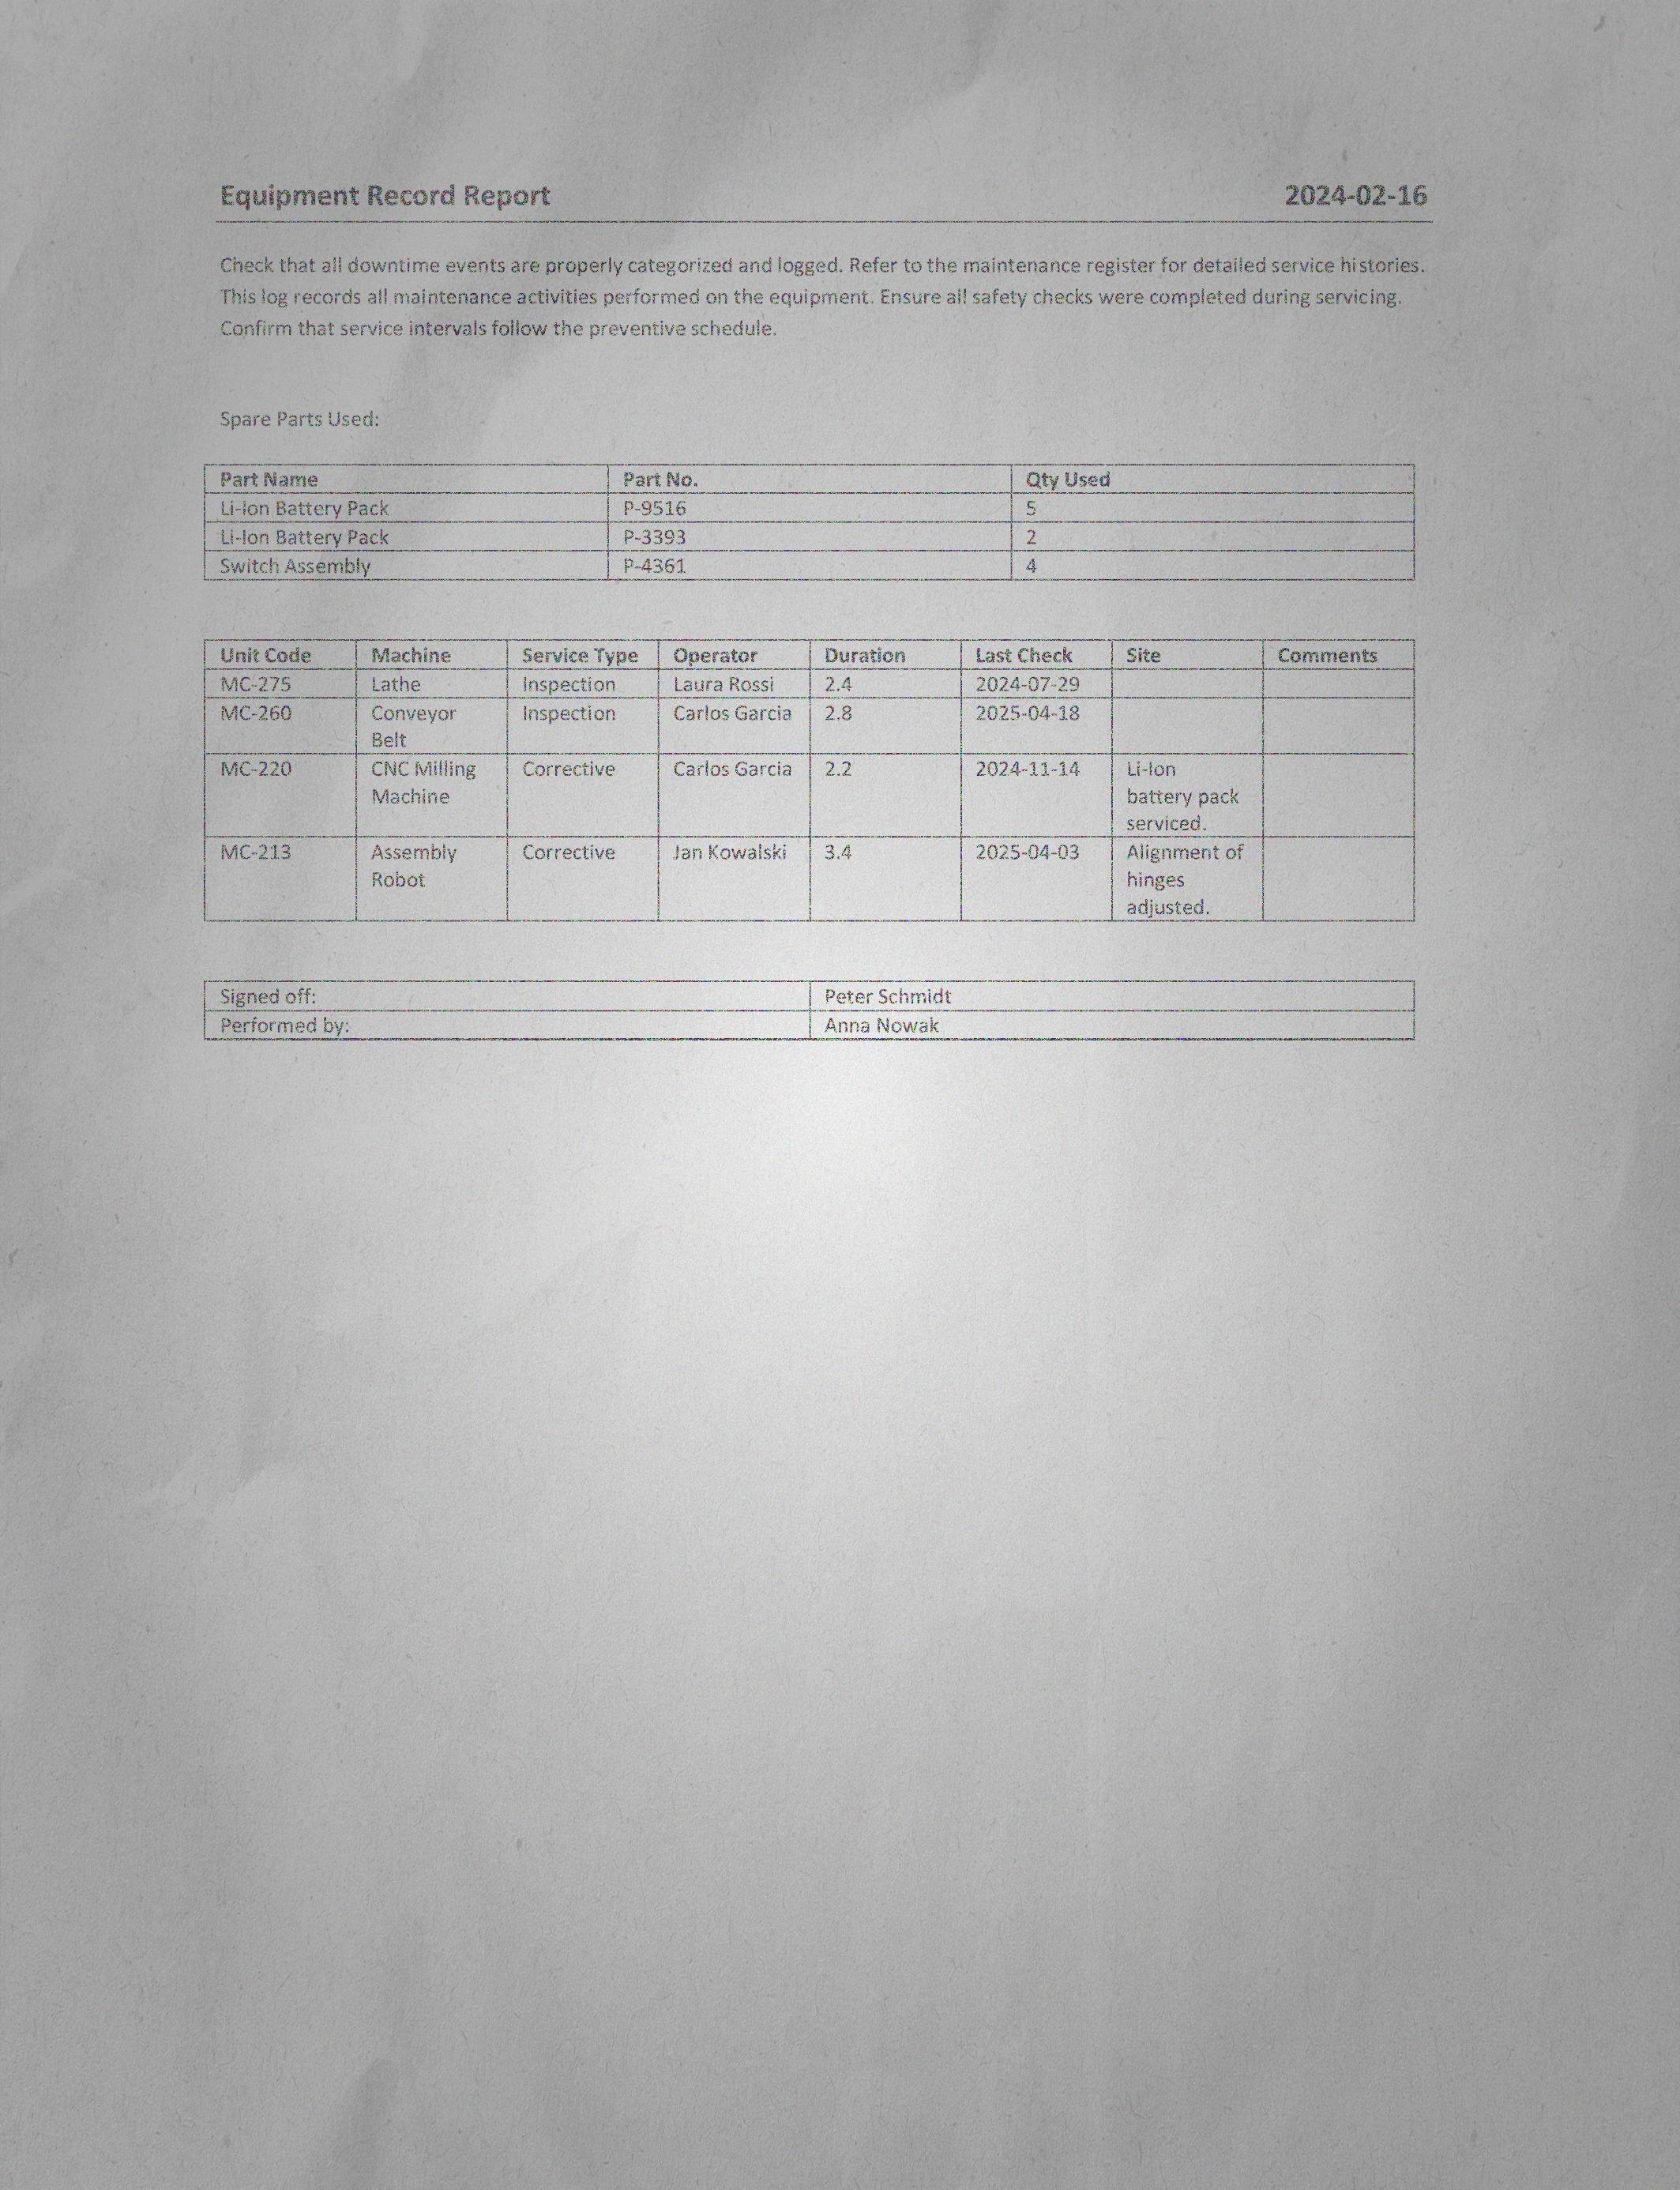 Equipment Record Report 2024-02-16
Check that all downtime events are properly categorized and logged. Refer to the maintenance register for detailed service histories.
This log records all maintenance activities performed on the equipment. Ensure all safety checks were completed during servicing.
Confirm that service intervals follow the preventive schedule.
Spare Parts Used:
Part Name Part No. Qty Used
Li-Ion Battery Pack P-9516 5
Li-Ion Battery Pack P-3393 2
Switch Assembly P-4361 4
Unit Code Machine Service Type Operator Duration Last Check Site Comments
MC-275 Lathe Inspection Laura Rossi 2.4 2024-07-29
MC-260 Conveyor Inspection Carlos Garcia 2.8 2025-04-18
Belt
MC-220 CNC Milling Corrective Carlos Garcia 2.2 2024-11-14 Li-Ion
Machine battery pack
serviced.
MC-213 Assembly Corrective Jan Kowalski 3.4 2025-04-03 Alignment of
Robot hinges
adjusted.
Signed off: Peter Schmidt
Performed by: Anna Nowak